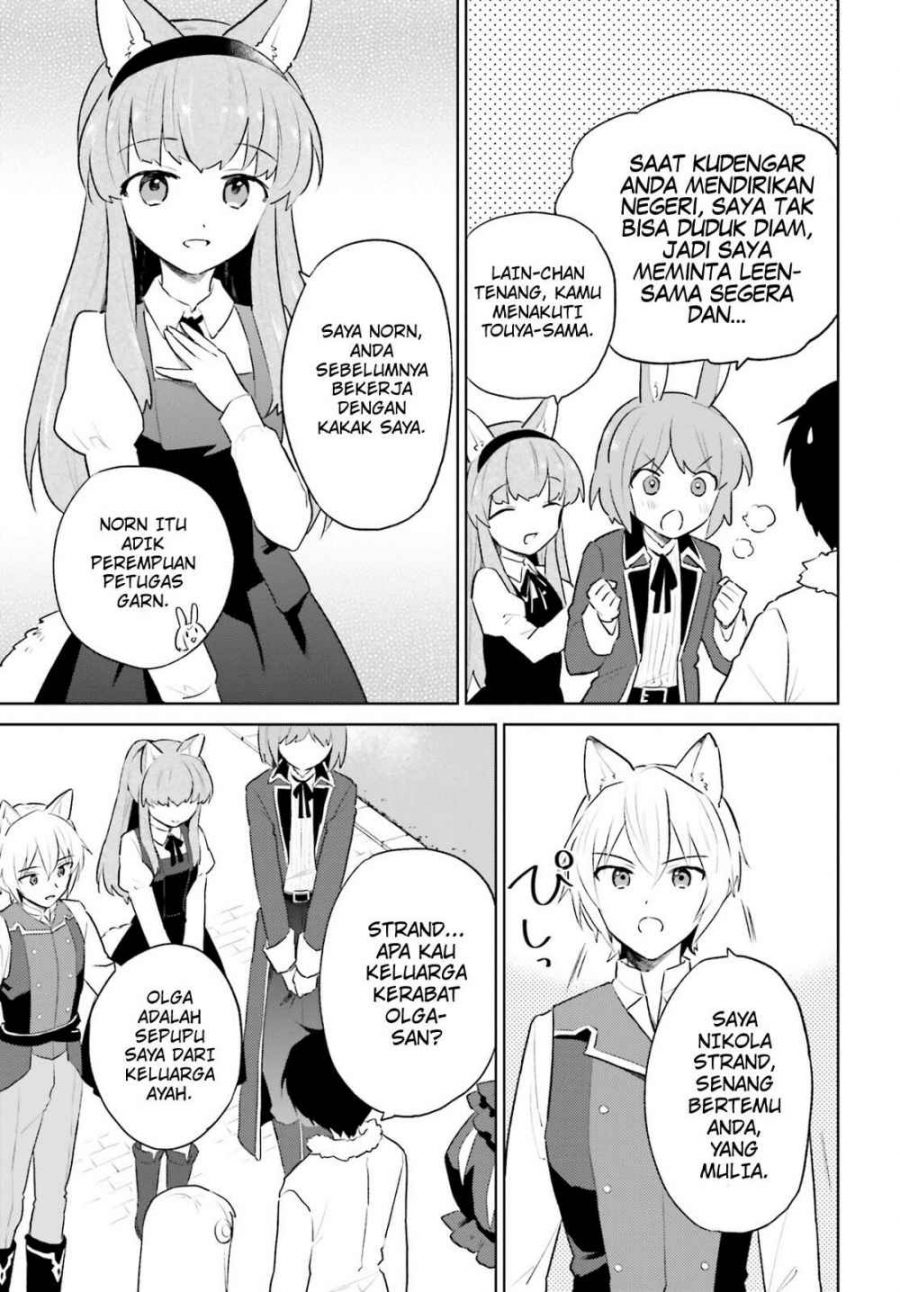 SAAT KUDENGAR
ANDA MENDIRIKAN
NEGERI, SAYA TAK
BISA DUDUK DIAM,
JADI SAYA
MEMINTA LEEN-
SAMA SEGERA
DAN...
LAIN-CHAN
TENANG, KAMU
MENAKUTI
TOUYA-SAMA.
SAYA NORN,
ANDA
SEBELUMNYA
BEKERJA
DENGAN
KAKAK SAYA.
NORN ITU
ADIK
PEREMPUAN
PETUGAS
GARN.
ぴしっ
SAYA
NIKOLA
STRAND,
SENANG
BERTEMU
ANDA,
YANG
MULIA.
STRAND...
APA KAU
KELUARGA
KERABAT
OLGA-
SAN?
OLGA
ADALAH
SEPUPU
SAYA DARI
KELUARGA
AYAH.